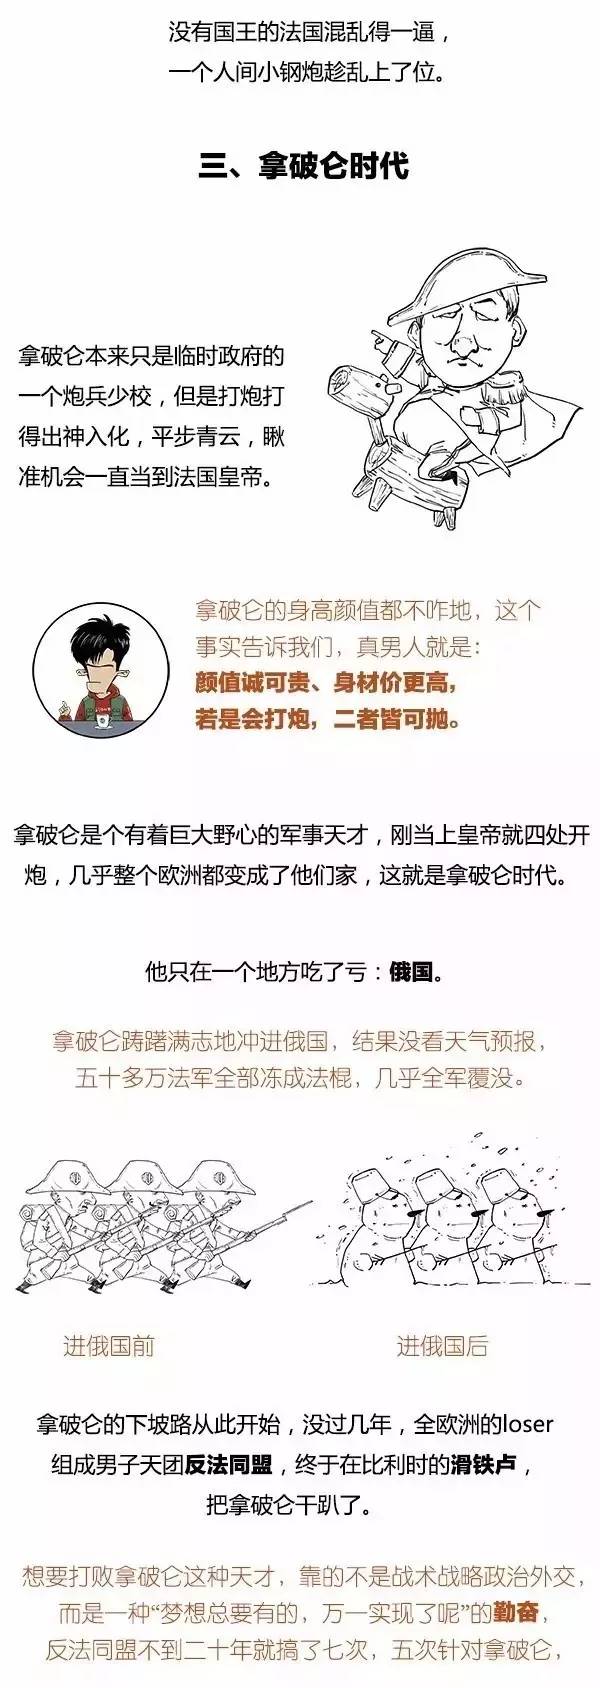 没有国王的法国混乱得一逼，
一个人间小钢炮趁乱上了位。
三、拿破仑时代
拿破仑本来只是临时政府的
一个炮兵少校，但是打炮打
得出神入化，平步青云，瞅
准机会一直当到法国皇帝。
拿破仑的身高颜值都不咋地，这个
事实告诉我们，真男人就是：
颜值诚可贵、身材价更高，
若是会打炮，二者皆可抛。
拿破仑是个有着巨大野心的军事天才，刚当上皇帝就四处开
炮，几乎整个欧洲都变成了他们家，这就是拿破仑时代。
他只在一个地方吃了亏：俄国。
拿破仑踌躇满志地冲进俄国，结果没看天气预报，
五十多万法军全部冻成法棍，几乎全军覆没。
进俄国前
进俄国后
拿破仑的下坡路从此开始，没过几年，全欧洲的loser
组成男子天团反法同盟，终于在比利时的滑铁卢，
把拿破仑干趴了。
想要打败拿破仑这种天才，靠的不是战术战略政治外交，
而是一种“梦想总要有的，万一实现了呢”的勤奋，
反法同盟不到二十年就搞了七次，五次针对拿破仑，